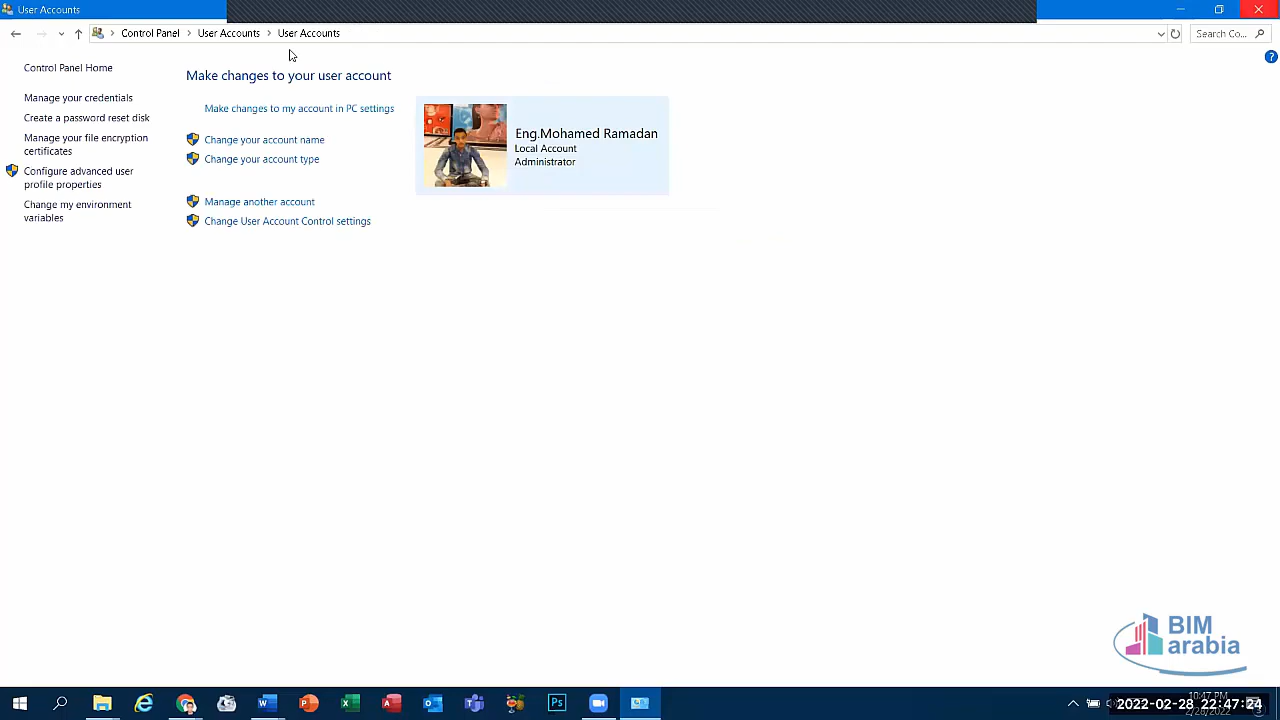 User Accounts
Control Panel
User Accounts
User Accounts
Search Co...
Control Panel Home
Manage your credentials
Create a password reset disk
Manage your file encryption
certificates
Configure advanced user
profile properties
Change my environment
variables
Make changes to your user account
Make changes to my account in PC settings
Change your account name
Change your account type
Manage another account
Change User Account Control settings
Eng.Mohamed Ramadan
Local Account
Administrator
BIM
arabia
10:47 PM
2022-02-28 22:47:24